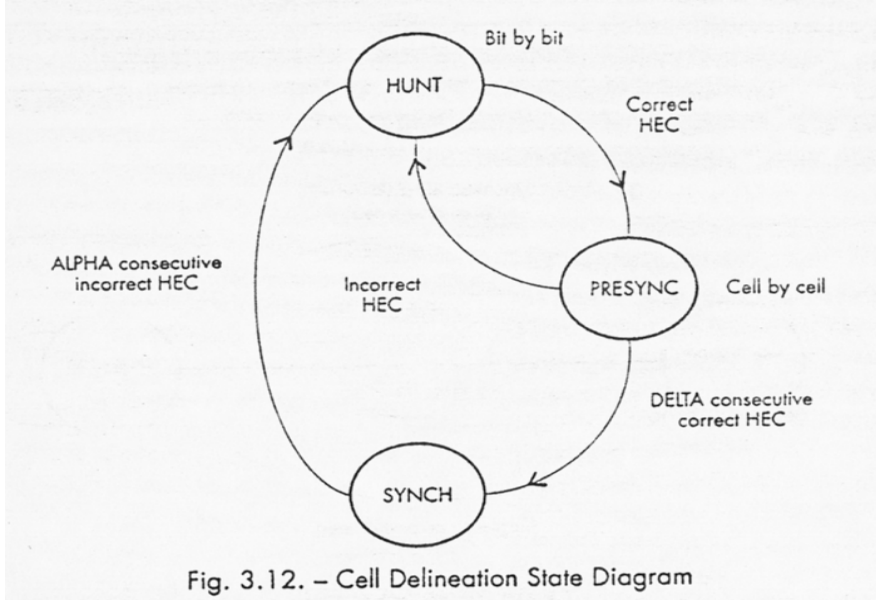 Bit by bit
HUNT
Correct
HEC
ALPHA consecutive
incorrect HEC
Incorrect
HEC
PRESYNC
Cell by cell
DELTA consecutive
correct HEC
SYNCH
Fig. 3.12. – Cell Delineation State Diagram